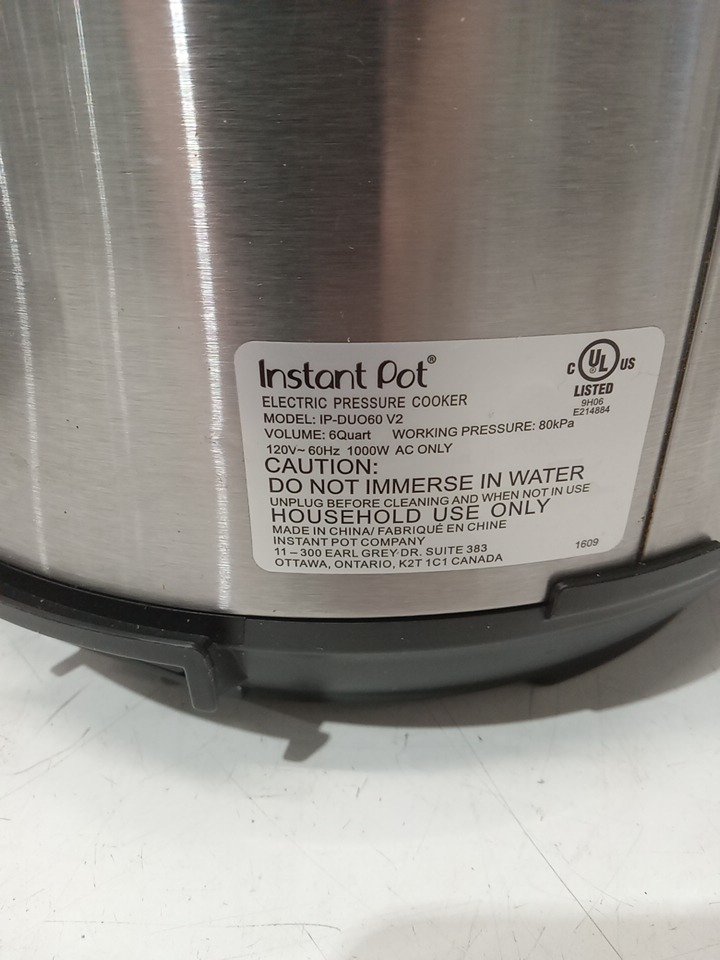 Instant Pot®
ELECTRIC PRESSURE COOKER
MODEL: IP-DUO60 V2
VOLUME: 6Quart WORKING PRESSURE: 80kPa
120V~ 60Hz 1000W AC ONLY
CAUTION:
DO NOT IMMERSE IN WATER
UNPLUG BEFORE CLEANING AND WHEN NOT IN USE
HOUSEHOLD USE ONLY
MADE IN CHINA/ FABRIQUÉ EN CHINE
INSTANT POT COMPANY
11 – 300 EARL GREY DR. SUITE 383
OTTAWA, ONTARIO, K2T 1C1 CANADA
C UL ® US
LISTED
9H06
E214884
1609